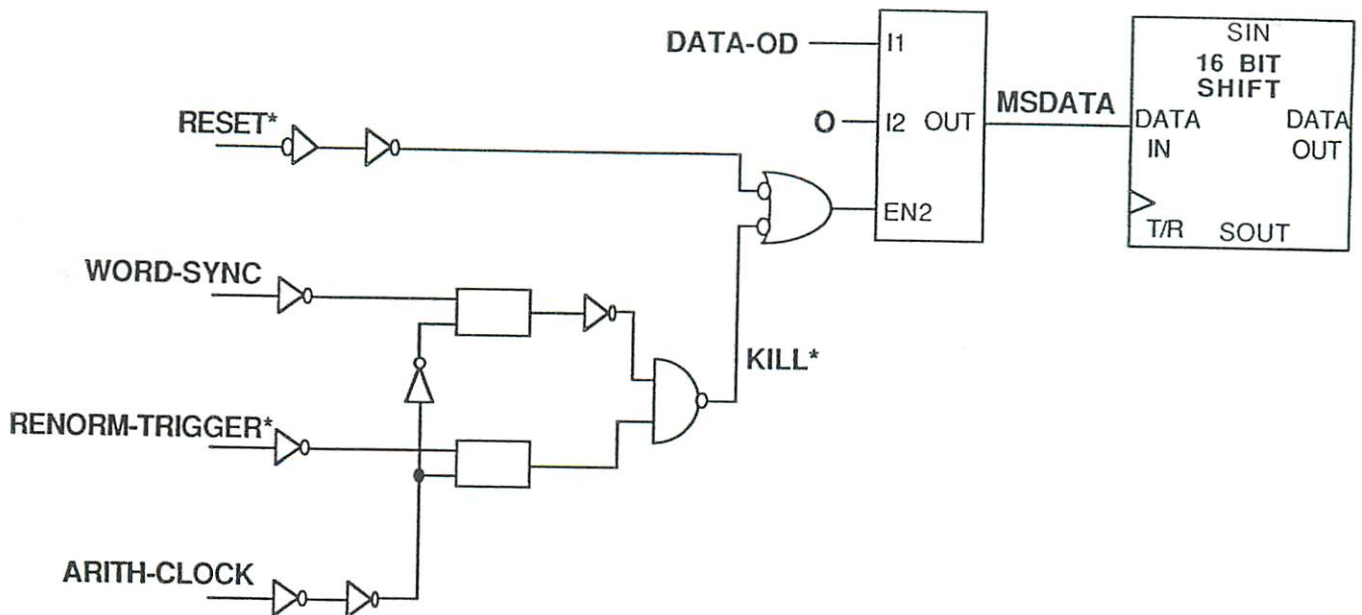 DATA-OD
I1
O
I2
OUT
EN2
MSDATA
SIN
16 BIT
SHIFT
DATA
IN
DATA
OUT
T/R
SOUT
RESET*
WORD-SYNC
KILL*
RENORM-TRIGGER*
ARITH-CLOCK